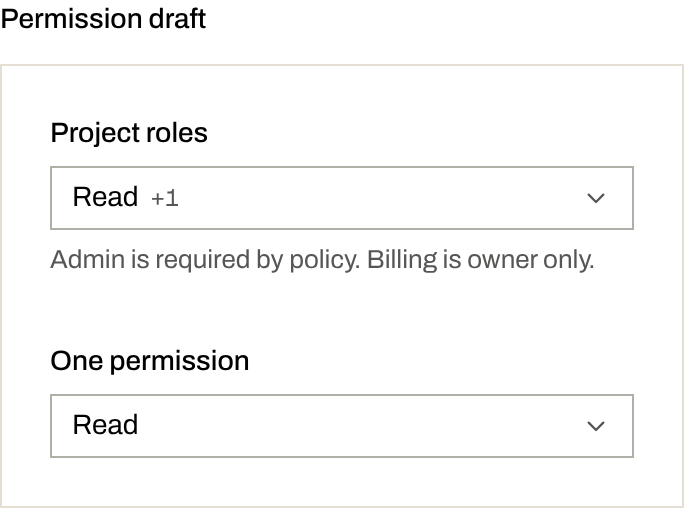 Permission draft
Project roles
Read +1
Admin is required by policy. Billing is owner only.
One permission
Read